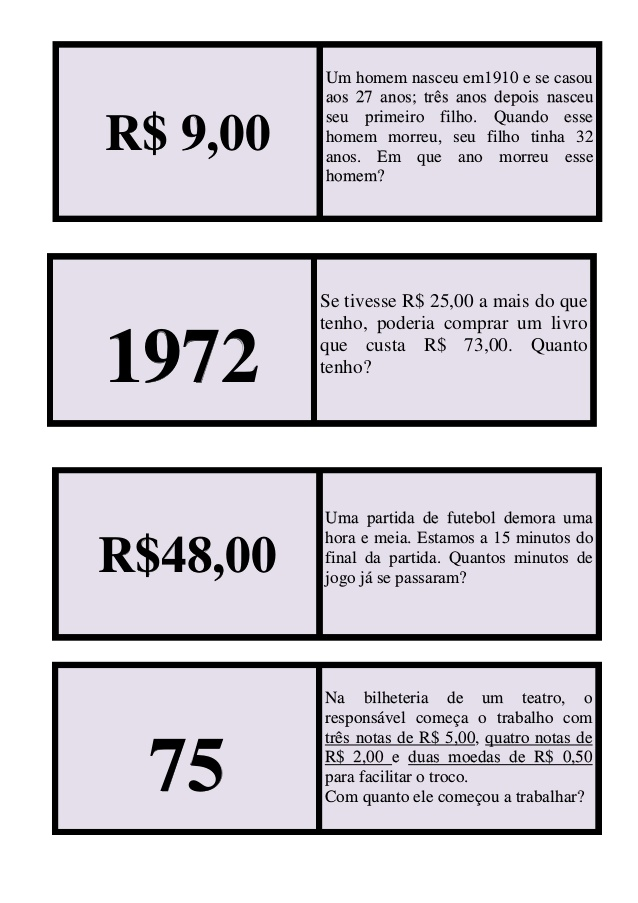 R$ 9,00
Um homem nasceu em1910 e se casou
aos 27 anos; três anos depois nasceu
seu primeiro filho. Quando esse
homem morreu, seu filho tinha 32
anos. Em que ano morreu esse
homem?
1972
Se tivesse R$ 25,00 a mais do que
tenho, poderia comprar um livro
que custa R$ 73,00. Quanto
tenho?
R$48,00
Uma partida de futebol demora uma
hora e meia. Estamos a 15 minutos do
final da partida. Quantos minutos de
jogo já se passaram?
75
Na bilheteria de um teatro, o
responsável começa o trabalho com
três notas de R$ 5,00, quatro notas de
R$ 2,00 e duas moedas de R$ 0,50
para facilitar o troco.
Com quanto ele começou a trabalhar?